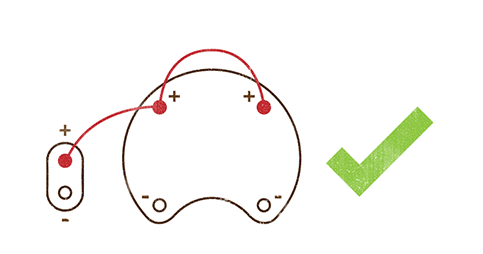 + +
+
- -
-